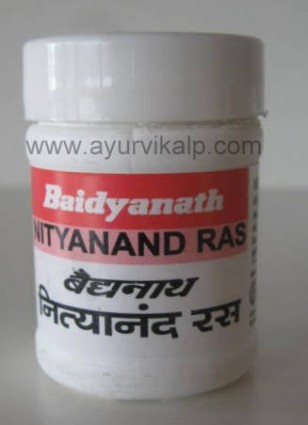 www.ayurvikalp.com
Baidyanath
NITYANAND RAS
बैद्यनाथ
नित्यानंद रस